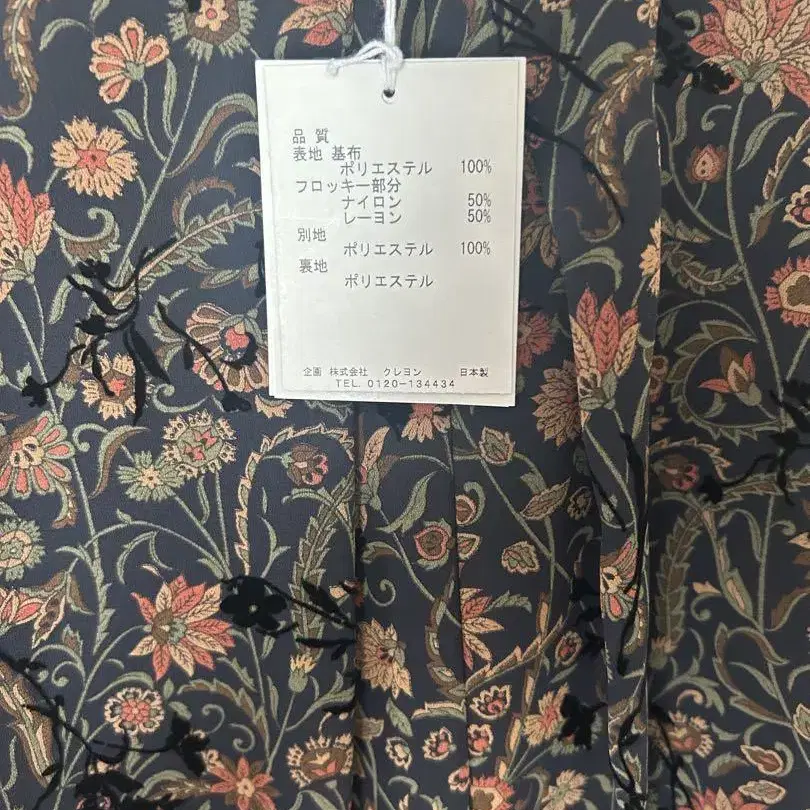 品 質
表地 基布
ポリエステル 100%
フロッキー部分
ナイロン 50%
レーヨン 50%
別地
ポリエステル 100%
裏地
ポリエステル
企画 株式会社 クレヨン 日本製
TEL. 0120-134434